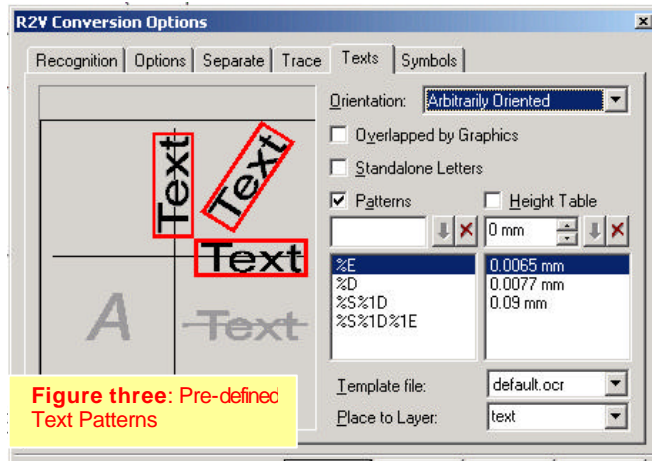 R2V Conversion Options
Recognition Options Separate Trace Texts Symbols
Orientation: Arbitrarily Oriented
Overlapped by Graphics
Standalone Letters
Patterns Height Table
0 mm
%E 0.0065 mm
%D 0.0077 mm
%S%1D 0.09 mm
%S%1D%1E
Text
Text
Text
A Text
Template file: default.ocr
Place to Layer: text
Figure three: Pre-defined
Text Patterns